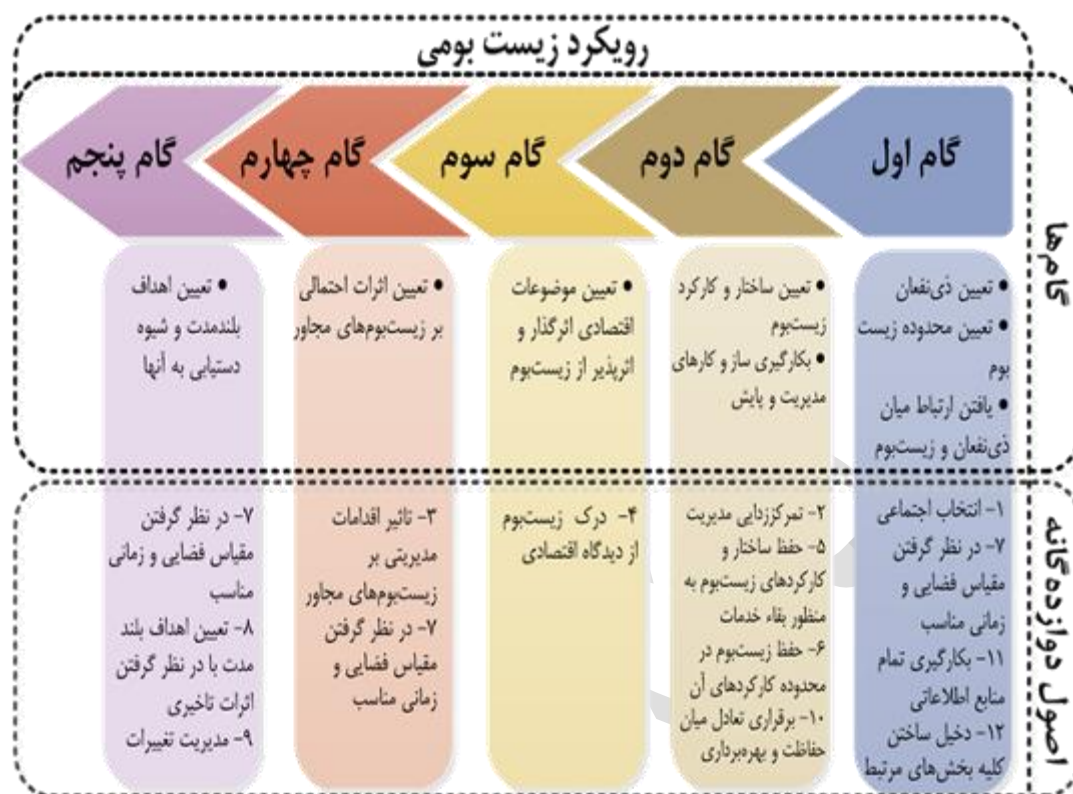 رویکرد زیست بومی
گام‌ها
گام اول
گام دوم
گام سوم
گام چهارم
گام پنجم
• تعیین ذی‌نفعان
• تعیین محدوده زیست
بوم
• یافتن ارتباط میان
ذی‌نفعان و زیست‌بوم
• تعیین ساختار و کارکرد
زیست‌بوم
• بکارگیری ساز و کارهای
مدیریت و پایش
• تعیین موضوعات
اقتصادی اثرگذار و
اثرپذیر از زیست‌بوم
• تعیین اثرات احتمالی
بر زیست‌بوم‌های مجاور
• تعیین اهداف
بلندمدت و شیوه
دستیابی به آنها
اصول دوازده‌گانه
۱- انتخاب اجتماعی
۷- در نظر گرفتن
مقیاس فضایی و
زمانی مناسب
۱۱- بکارگیری تمام
منابع اطلاعاتی
۱۲- دخیل ساختن
کلیه بخش‌های مرتبط
۲- تمرکززدایی مدیریت
۵- حفظ ساختار و
کارکردهای زیست‌بوم به
منظور بقاء خدمات
۶- حفظ زیست‌بوم در
محدوده کارکردهای آن
۱۰- برقراری تعادل میان
حفاظت و بهره‌برداری
۴- درک زیست‌بوم
از دیدگاه اقتصادی
۳- تاثیر اقدامات
مدیریتی بر
زیست‌بوم‌های مجاور
۷- در نظر گرفتن
مقیاس فضایی و
زمانی مناسب
۷- در نظر گرفتن
مقیاس فضایی و زمانی
مناسب
۸- تعیین اهداف بلند
مدت با در نظر گرفتن
اثرات تاخیری
۹- مدیریت تغییرات